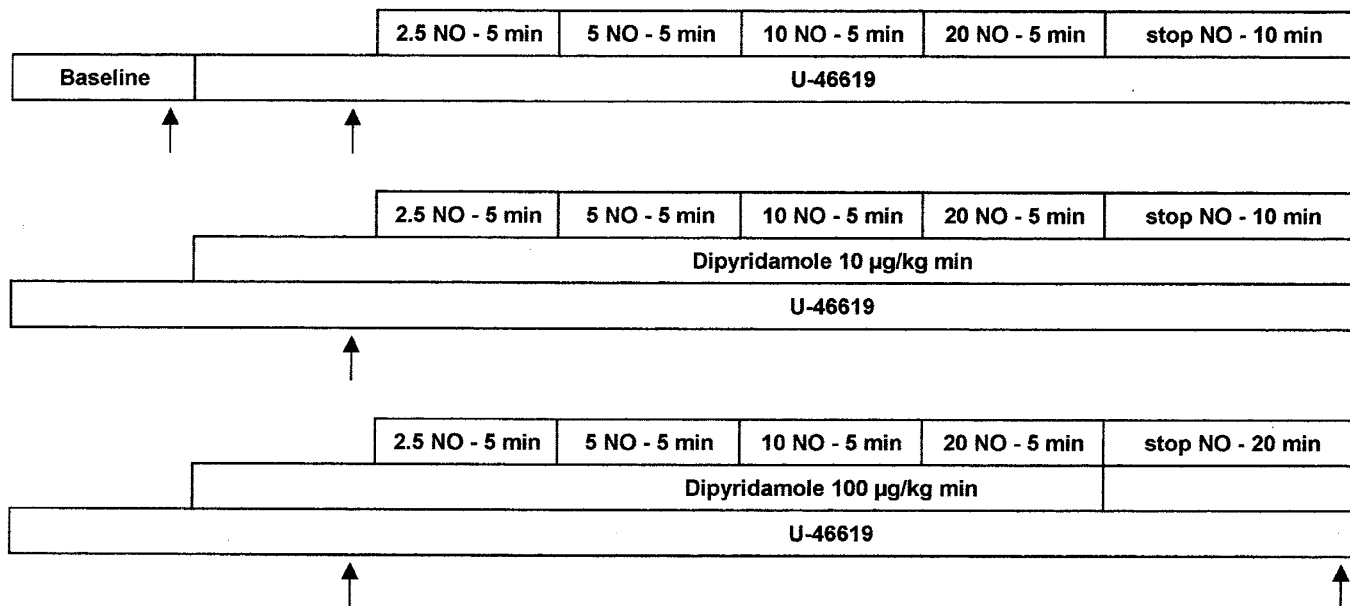 2.5 NO - 5 min 5 NO - 5 min 10 NO - 5 min 20 NO - 5 min stop NO - 10 min
Baseline U-46619
2.5 NO - 5 min 5 NO - 5 min 10 NO - 5 min 20 NO - 5 min stop NO - 10 min
Dipyridamole 10 µg/kg min
U-46619
2.5 NO - 5 min 5 NO - 5 min 10 NO - 5 min 20 NO - 5 min stop NO - 20 min
Dipyridamole 100 µg/kg min
U-46619